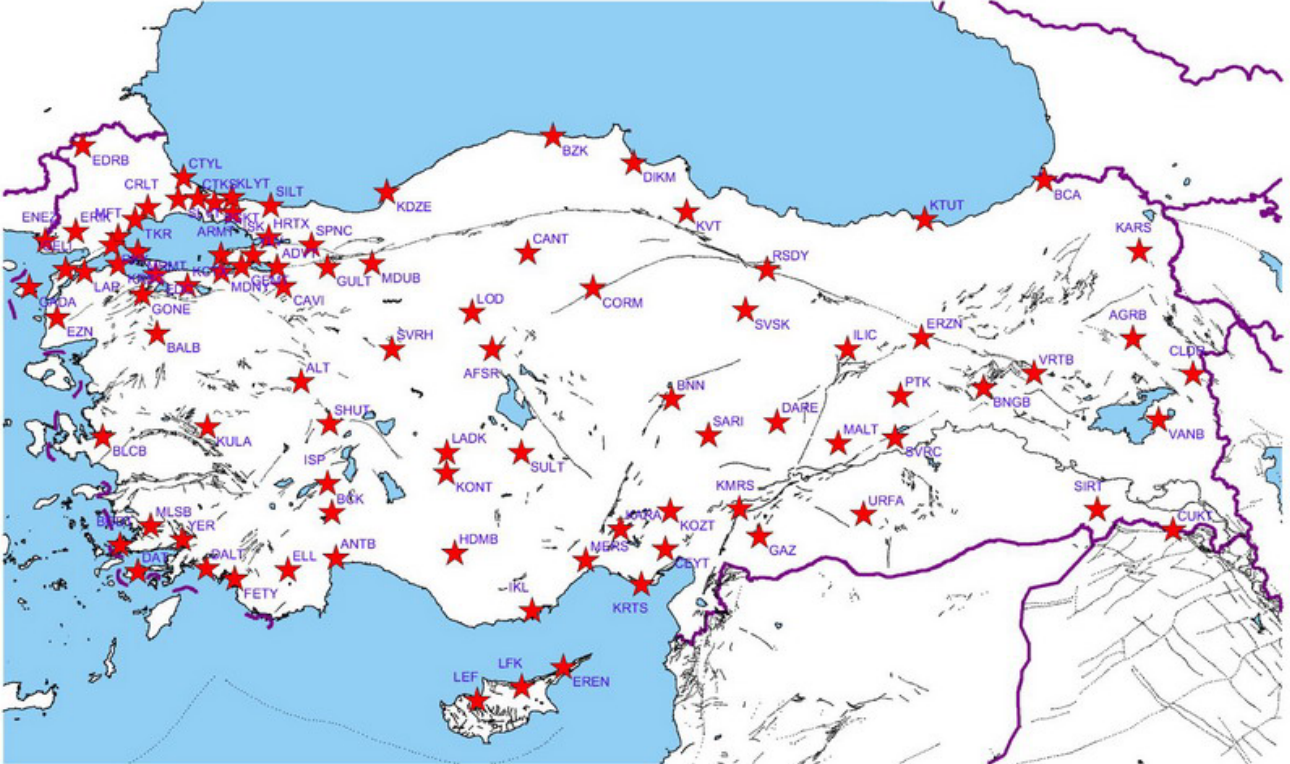 BZK
EDRB
CTYL
DIKM
CRLT
CTKS
KLYT
SILT
KDZE
BCA
ENEZ
MFT
KTUT
KVT
KARS
TKR
ARMT
HRTX
SPNC
CANT
ADVT
RSDY
GULT
MDUB
LAP
MDNY
GADA
GONE
CAVI
LOD
CORM
EZN
SVSK
ERZN
AGRB
BALB
SVRH
ILIC
CLDR
ALT
AFSR
VRTB
BNN
PTK
BNGB
SHUT
DARE
KULA
SARI
MALT
VANB
BLCB
LADK
SULT
SVRC
ISP
KONT
KMRS
SIRT
BCK
URFA
MLSB
KARA
KOZT
CUKT
YER
ANTB
HDMB
MERS
GAZ
DAT
DALT
ELL
CEYT
FETY
IKL
KRTS
LFK
LEF
EREN